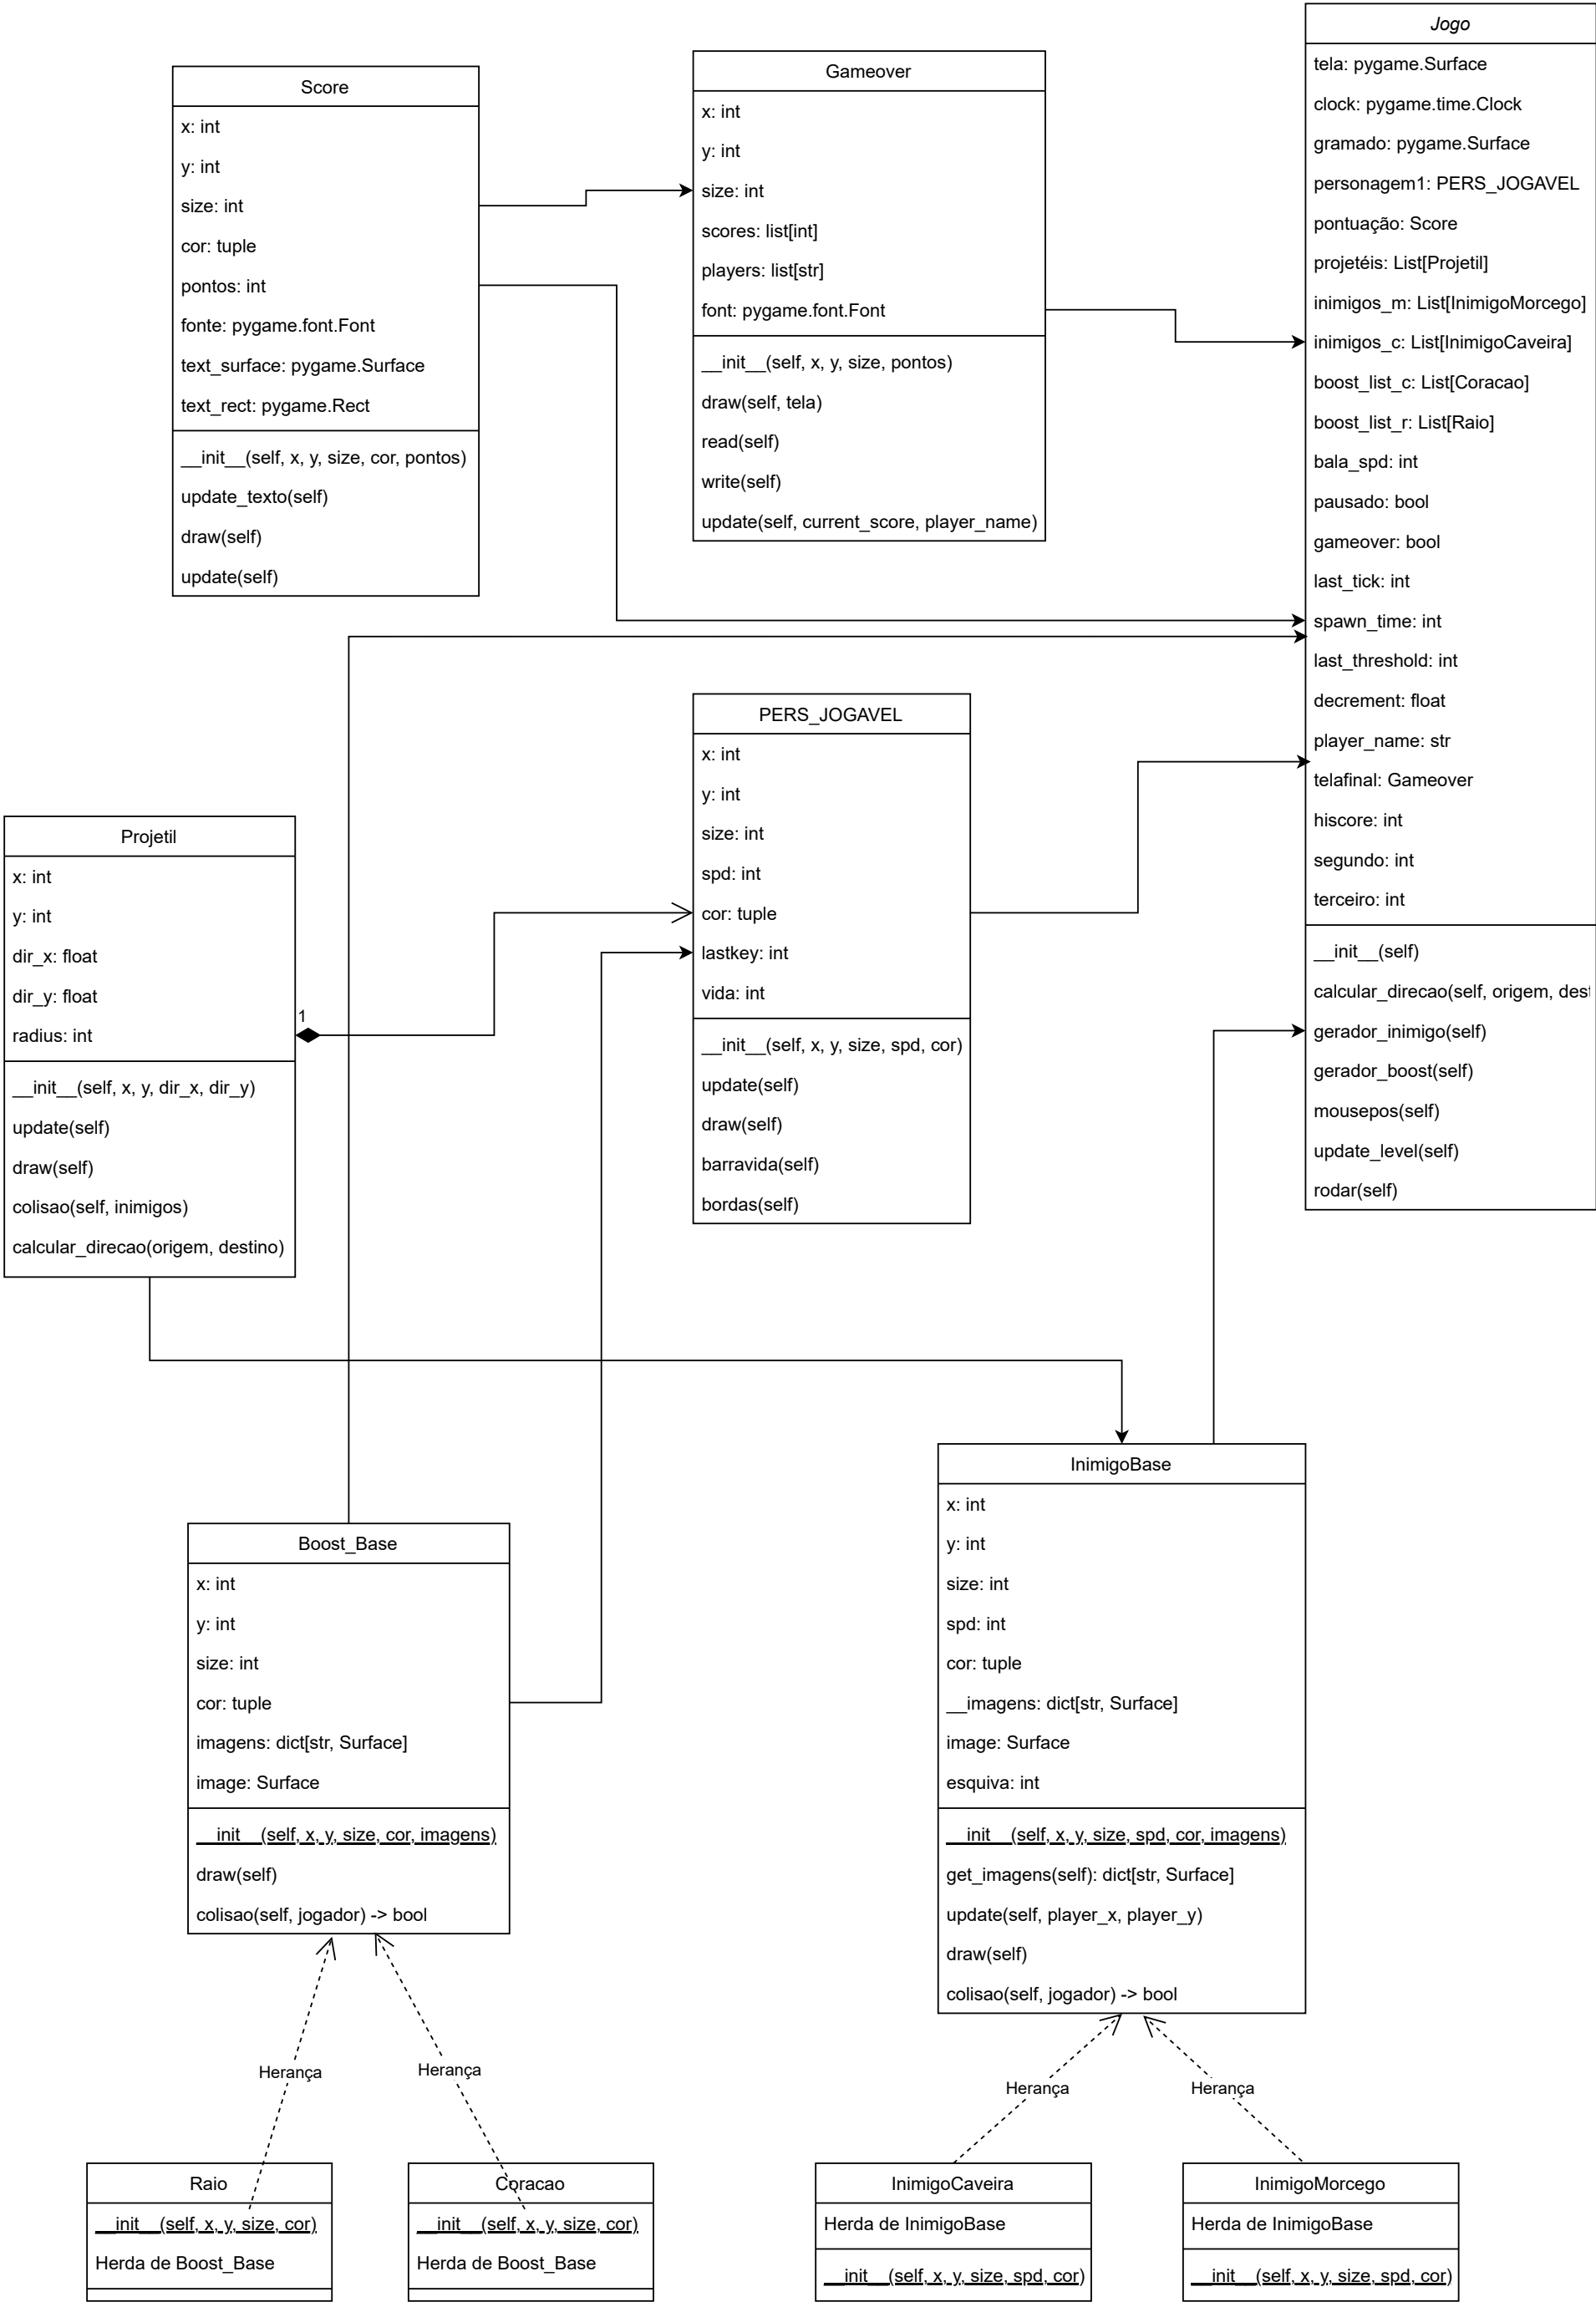 Score
x: int
y: int
size: int
cor: tuple
pontos: int
fonte: pygame.font.Font
text_surface: pygame.Surface
text_rect: pygame.Rect
__init__(self, x, y, size, cor, pontos)
update_texto(self)
draw(self)
update(self)
Gameover
x: int
y: int
size: int
scores: list[int]
players: list[str]
font: pygame.font.Font
__init__(self, x, y, size, pontos)
draw(self, tela)
read(self)
write(self)
update(self, current_score, player_name)
Jogo
tela: pygame.Surface
clock: pygame.time.Clock
gramado: pygame.Surface
personagem1: PERS_JOGAVEL
pontuação: Score
projetéis: List[Projetil]
inimigos_m: List[InimigoMorcego]
inimigos_c: List[InimigoCaveira]
boost_list_c: List[Coracao]
boost_list_r: List[Raio]
bala_spd: int
pausado: bool
gameover: bool
last_tick: int
spawn_time: int
last_threshold: int
decrement: float
player_name: str
telafinal: Gameover
hiscore: int
segundo: int
terceiro: int
__init__(self)
calcular_direcao(self, origem, dest
gerador_inimigo(self)
gerador_boost(self)
mousepos(self)
update_level(self)
rodar(self)
PERS_JOGAVEL
x: int
y: int
size: int
spd: int
cor: tuple
lastkey: int
vida: int
__init__(self, x, y, size, spd, cor)
update(self)
draw(self)
barravida(self)
bordas(self)
Projetil
x: int
y: int
dir_x: float
dir_y: float
radius: int
__init__(self, x, y, dir_x, dir_y)
update(self)
draw(self)
colisao(self, inimigos)
calcular_direcao(origem, destino)
1
Boost_Base
x: int
y: int
size: int
cor: tuple
imagens: dict[str, Surface]
image: Surface
__init__(self, x, y, size, cor, imagens)
draw(self)
colisao(self, jogador) -> bool
InimigoBase
x: int
y: int
size: int
spd: int
cor: tuple
__imagens: dict[str, Surface]
image: Surface
esquiva: int
__init__(self, x, y, size, spd, cor, imagens)
get_imagens(self): dict[str, Surface]
update(self, player_x, player_y)
draw(self)
colisao(self, jogador) -> bool
Herança
Herança
Herança
Herança
Raio
__init__(self, x, y, size, cor)
Herda de Boost_Base
Coracao
__init__(self, x, y, size, cor)
Herda de Boost_Base
InimigoCaveira
Herda de InimigoBase
__init__(self, x, y, size, spd, cor)
InimigoMorcego
Herda de InimigoBase
__init__(self, x, y, size, spd, cor)